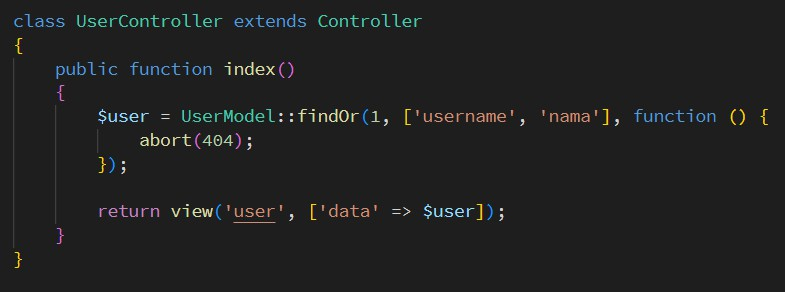 class UserController extends Controller
{
    public function index()
    {
        $user = UserModel::findOr(1, ['username', 'nama'], function () {
            abort(404);
        });

        return view('user', ['data' => $user]);
    }
}